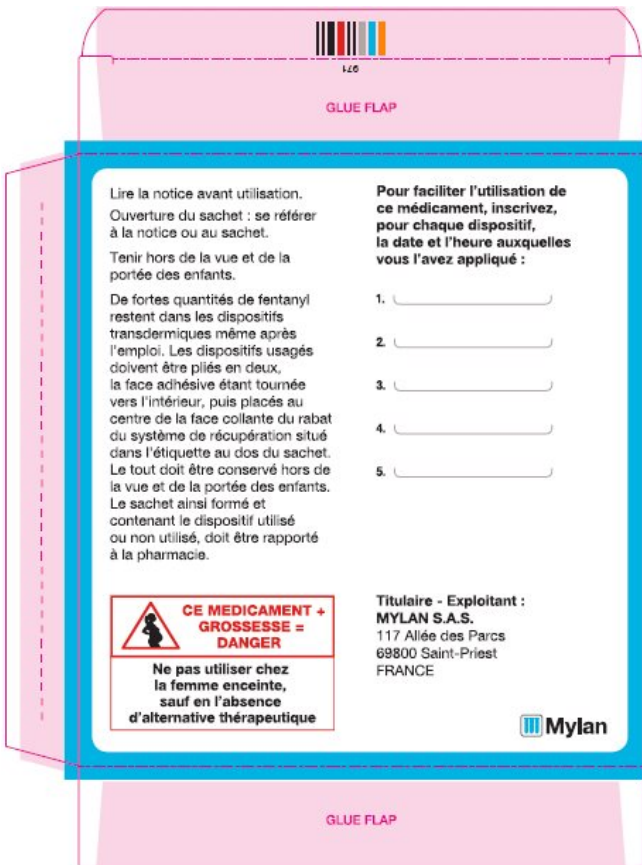 971
GLUE FLAP
Lire la notice avant utilisation.
Ouverture du sachet : se référer
à la notice ou au sachet.
Tenir hors de la vue et de la
portée des enfants.
De fortes quantités de fentanyl
restent dans les dispositifs
transdermiques même après
l'emploi. Les dispositifs usagés
doivent être pliés en deux,
la face adhésive étant tournée
vers l'intérieur, puis placés au
centre de la face collante du rabat
du système de récupération situé
dans l'étiquette au dos du sachet.
Le tout doit être conservé hors de
la vue et de la portée des enfants.
Le sachet ainsi formé et
contenant le dispositif utilisé
ou non utilisé, doit être rapporté
à la pharmacie.
CE MEDICAMENT +
GROSSESSE =
DANGER
Ne pas utiliser chez
la femme enceinte,
sauf en l'absence
d'alternative thérapeutique
Pour faciliter l'utilisation de
ce médicament, inscrivez,
pour chaque dispositif,
la date et l'heure auxquelles
vous l'avez appliqué :
1.
2.
3.
4.
5.
Titulaire - Exploitant :
MYLAN S.A.S.
117 Allée des Parcs
69800 Saint-Priest
FRANCE
Mylan
GLUE FLAP